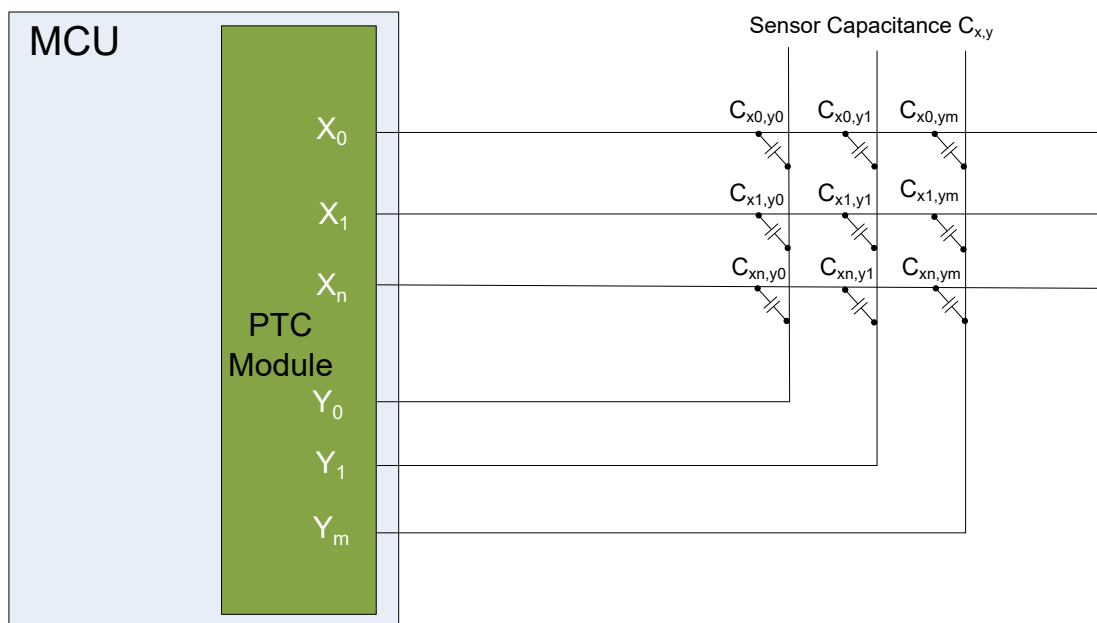 MCU
Sensor Capacitance Cx,y
X0
X1
Xn
PTC
Module
Y0
Y1
Ym
Cx0,y0 Cx0,y1 Cx0,ym
Cx1,y0 Cx1,y1 Cx1,ym
Cxn,y0 Cxn,y1 Cxn,ym